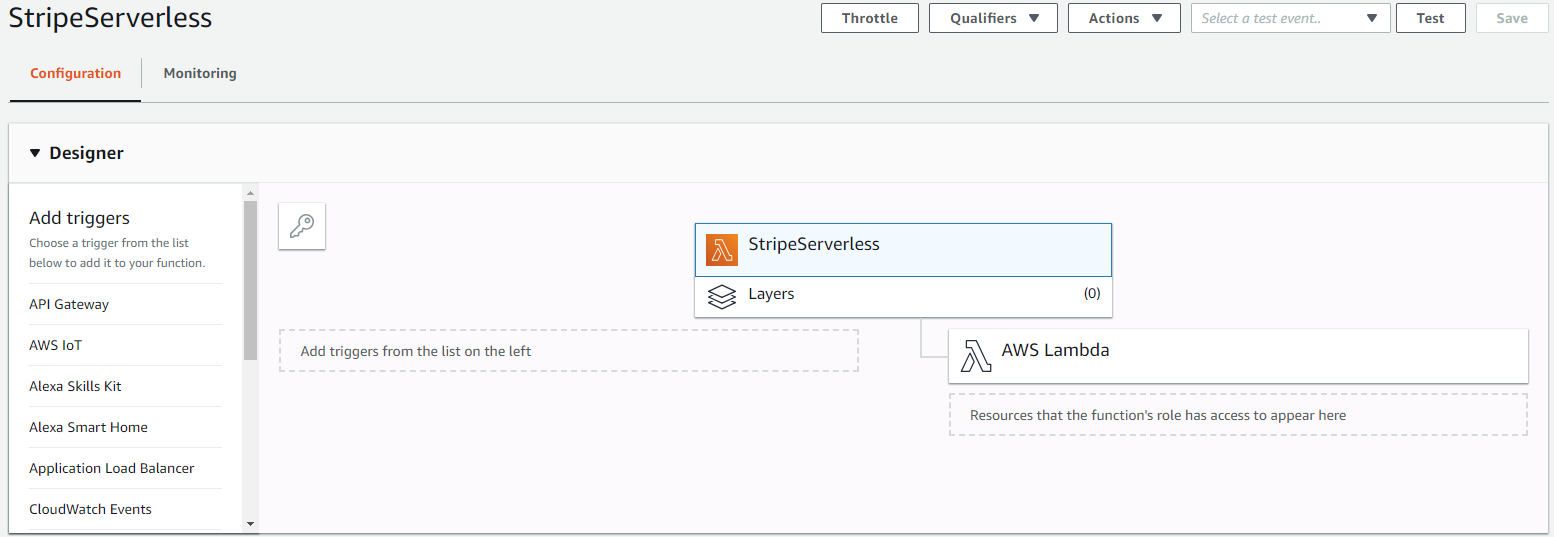 StripeServerless
Throttle
Qualifiers
Actions
Select a test event..
Test
Save
Configuration
Monitoring
Designer
Add triggers
Choose a trigger from the list
below to add it to your function.
API Gateway
AWS IoT
Alexa Skills Kit
Alexa Smart Home
Application Load Balancer
CloudWatch Events
StripeServerless
Layers (0)
Add triggers from the list on the left
AWS Lambda
Resources that the function's role has access to appear here